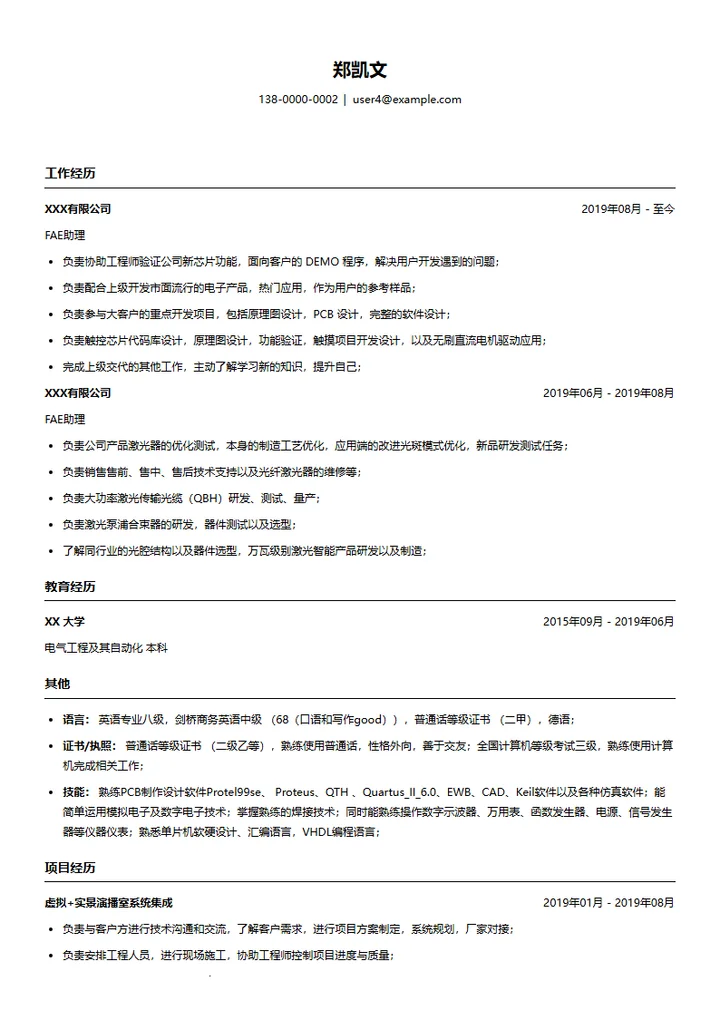 郑凯文
138-0000-0002 | user4@example.com
工作经历
XXX有限公司 2019年08月 - 至今
FAE助理
• 负责协助工程师验证公司新芯片功能，面向客户的 DEMO 程序，解决用户开发遇到的问题；
• 负责配合上级开发市面流行的电子产品，热门应用，作为用户的参考样品；
• 负责参与大客户的重点开发项目，包括原理图设计，PCB 设计，完整的软件设计；
• 负责触控芯片代码库设计，原理图设计，功能验证，触摸项目开发设计，以及无刷直流电机驱动应用；
• 完成上级交代的其他工作，主动了解学习新的知识，提升自己；
XXX有限公司 2019年06月 - 2019年08月
FAE助理
• 负责公司产品激光器的优化测试，本身的制造工艺优化，应用端的改进光斑模式优化，新品研发测试任务；
• 负责销售售前、售中、售后技术支持以及光纤激光器的维修等；
• 负责大功率激光传输光缆（QBH）研发、测试、量产；
• 负责激光泵浦合束器的研发，器件测试以及选型；
• 了解同行业的光腔结构以及器件选型，万瓦级别激光智能产品研发以及制造；
教育经历
XX 大学 2015年09月 - 2019年06月
电气工程及其自动化 本科
其他
• 语言： 英语专业八级，剑桥商务英语中级 （68（口语和写作good）），普通话等级证书 （二甲），德语；
• 证书/执照： 普通话等级证书 （二级乙等），熟练使用普通话，性格外向，善于交友；全国计算机等级考试三级，熟练使用计算
机完成相关工作；
• 技能： 熟练PCB制作设计软件Protel99se、 Proteus、QTH 、Quartus_II_6.0、EWB、CAD、Keil软件以及各种仿真软件；能
简单运用模拟电子及数字电子技术；掌握熟练的焊接技术；同时能熟练操作数字示波器、万用表、函数发生器、电源、信号发生
器等仪器仪表；熟悉单片机软硬设计、汇编语言，VHDL编程语言；
项目经历
虚拟+实景演播室系统集成 2019年01月 - 2019年08月
• 负责与客户方进行技术沟通和交流，了解客户需求，进行项目方案制定，系统规划，厂家对接；
• 负责安排工程人员，进行现场施工，协助工程师控制项目进度与质量；